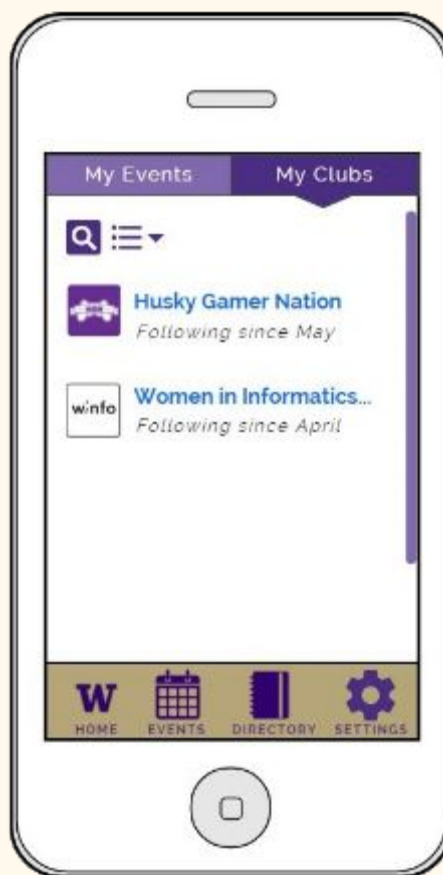 My Events My Clubs
Husky Gamer Nation
Following since May
winfo
Women in Informatics...
Following since April
W
HOME EVENTS DIRECTORY SETTINGS